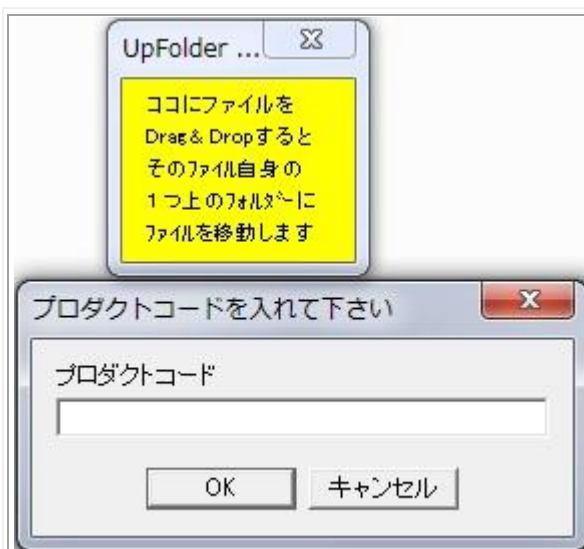 UpFolder ...
ココにファイルを
Drag& Dropすると
そのﾌｧｲﾙ自身の
１つ上のﾌｫﾙﾀﾞｰに
ﾌｧｲﾙを移動します
プロダクトコードを入れて下さい
プロダクトコード
OK
キャンセル